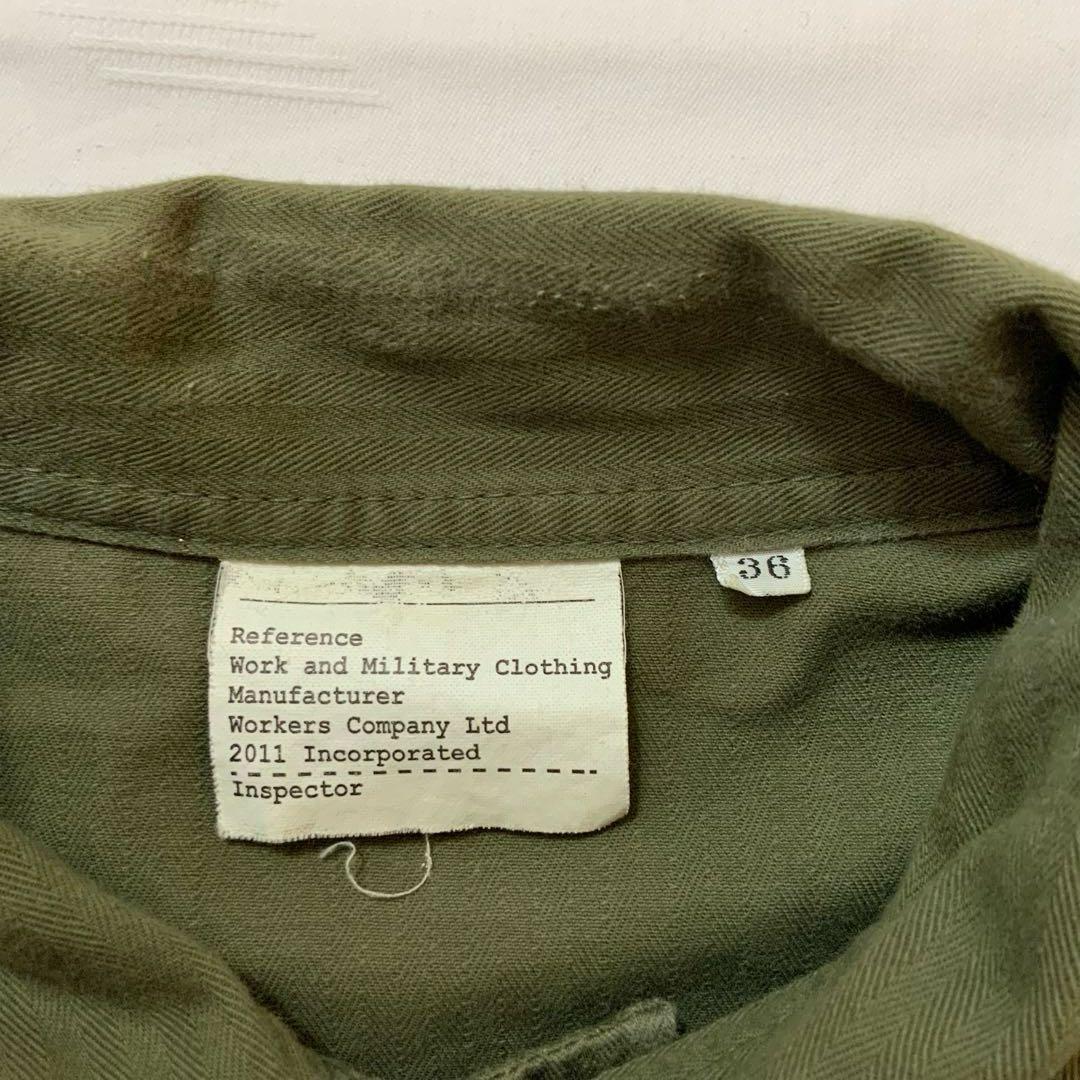 36
Reference
Work and Military Clothing
Manufacturer
Workers Company Ltd
2011 Incorporated
Inspector